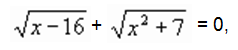 √(x−16) + √(x²+7) = 0,